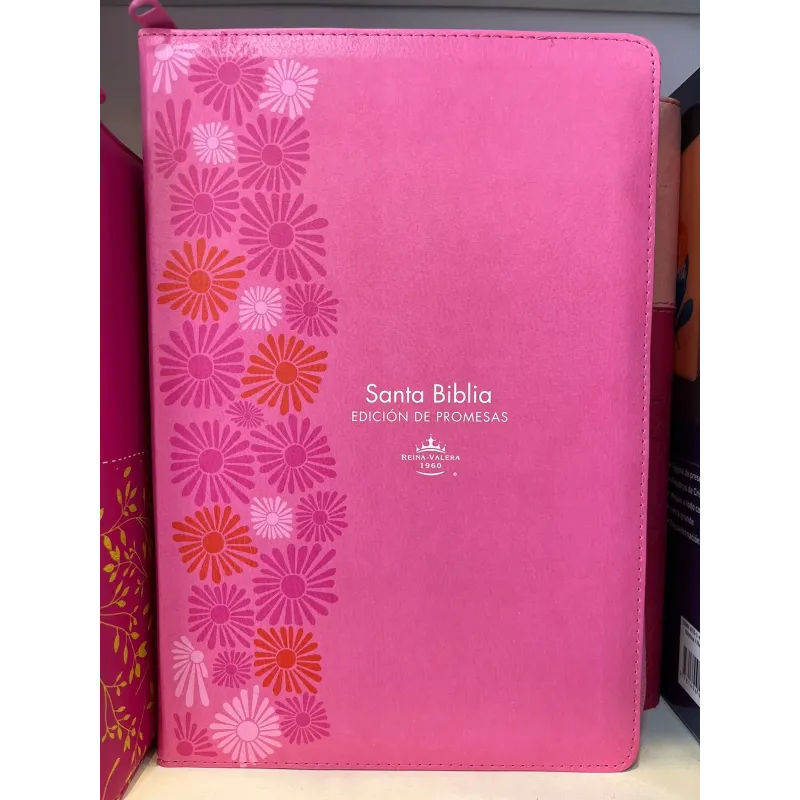 Santa Biblia
EDICIÓN DE PROMESAS
REINA-VALERA
1960
®